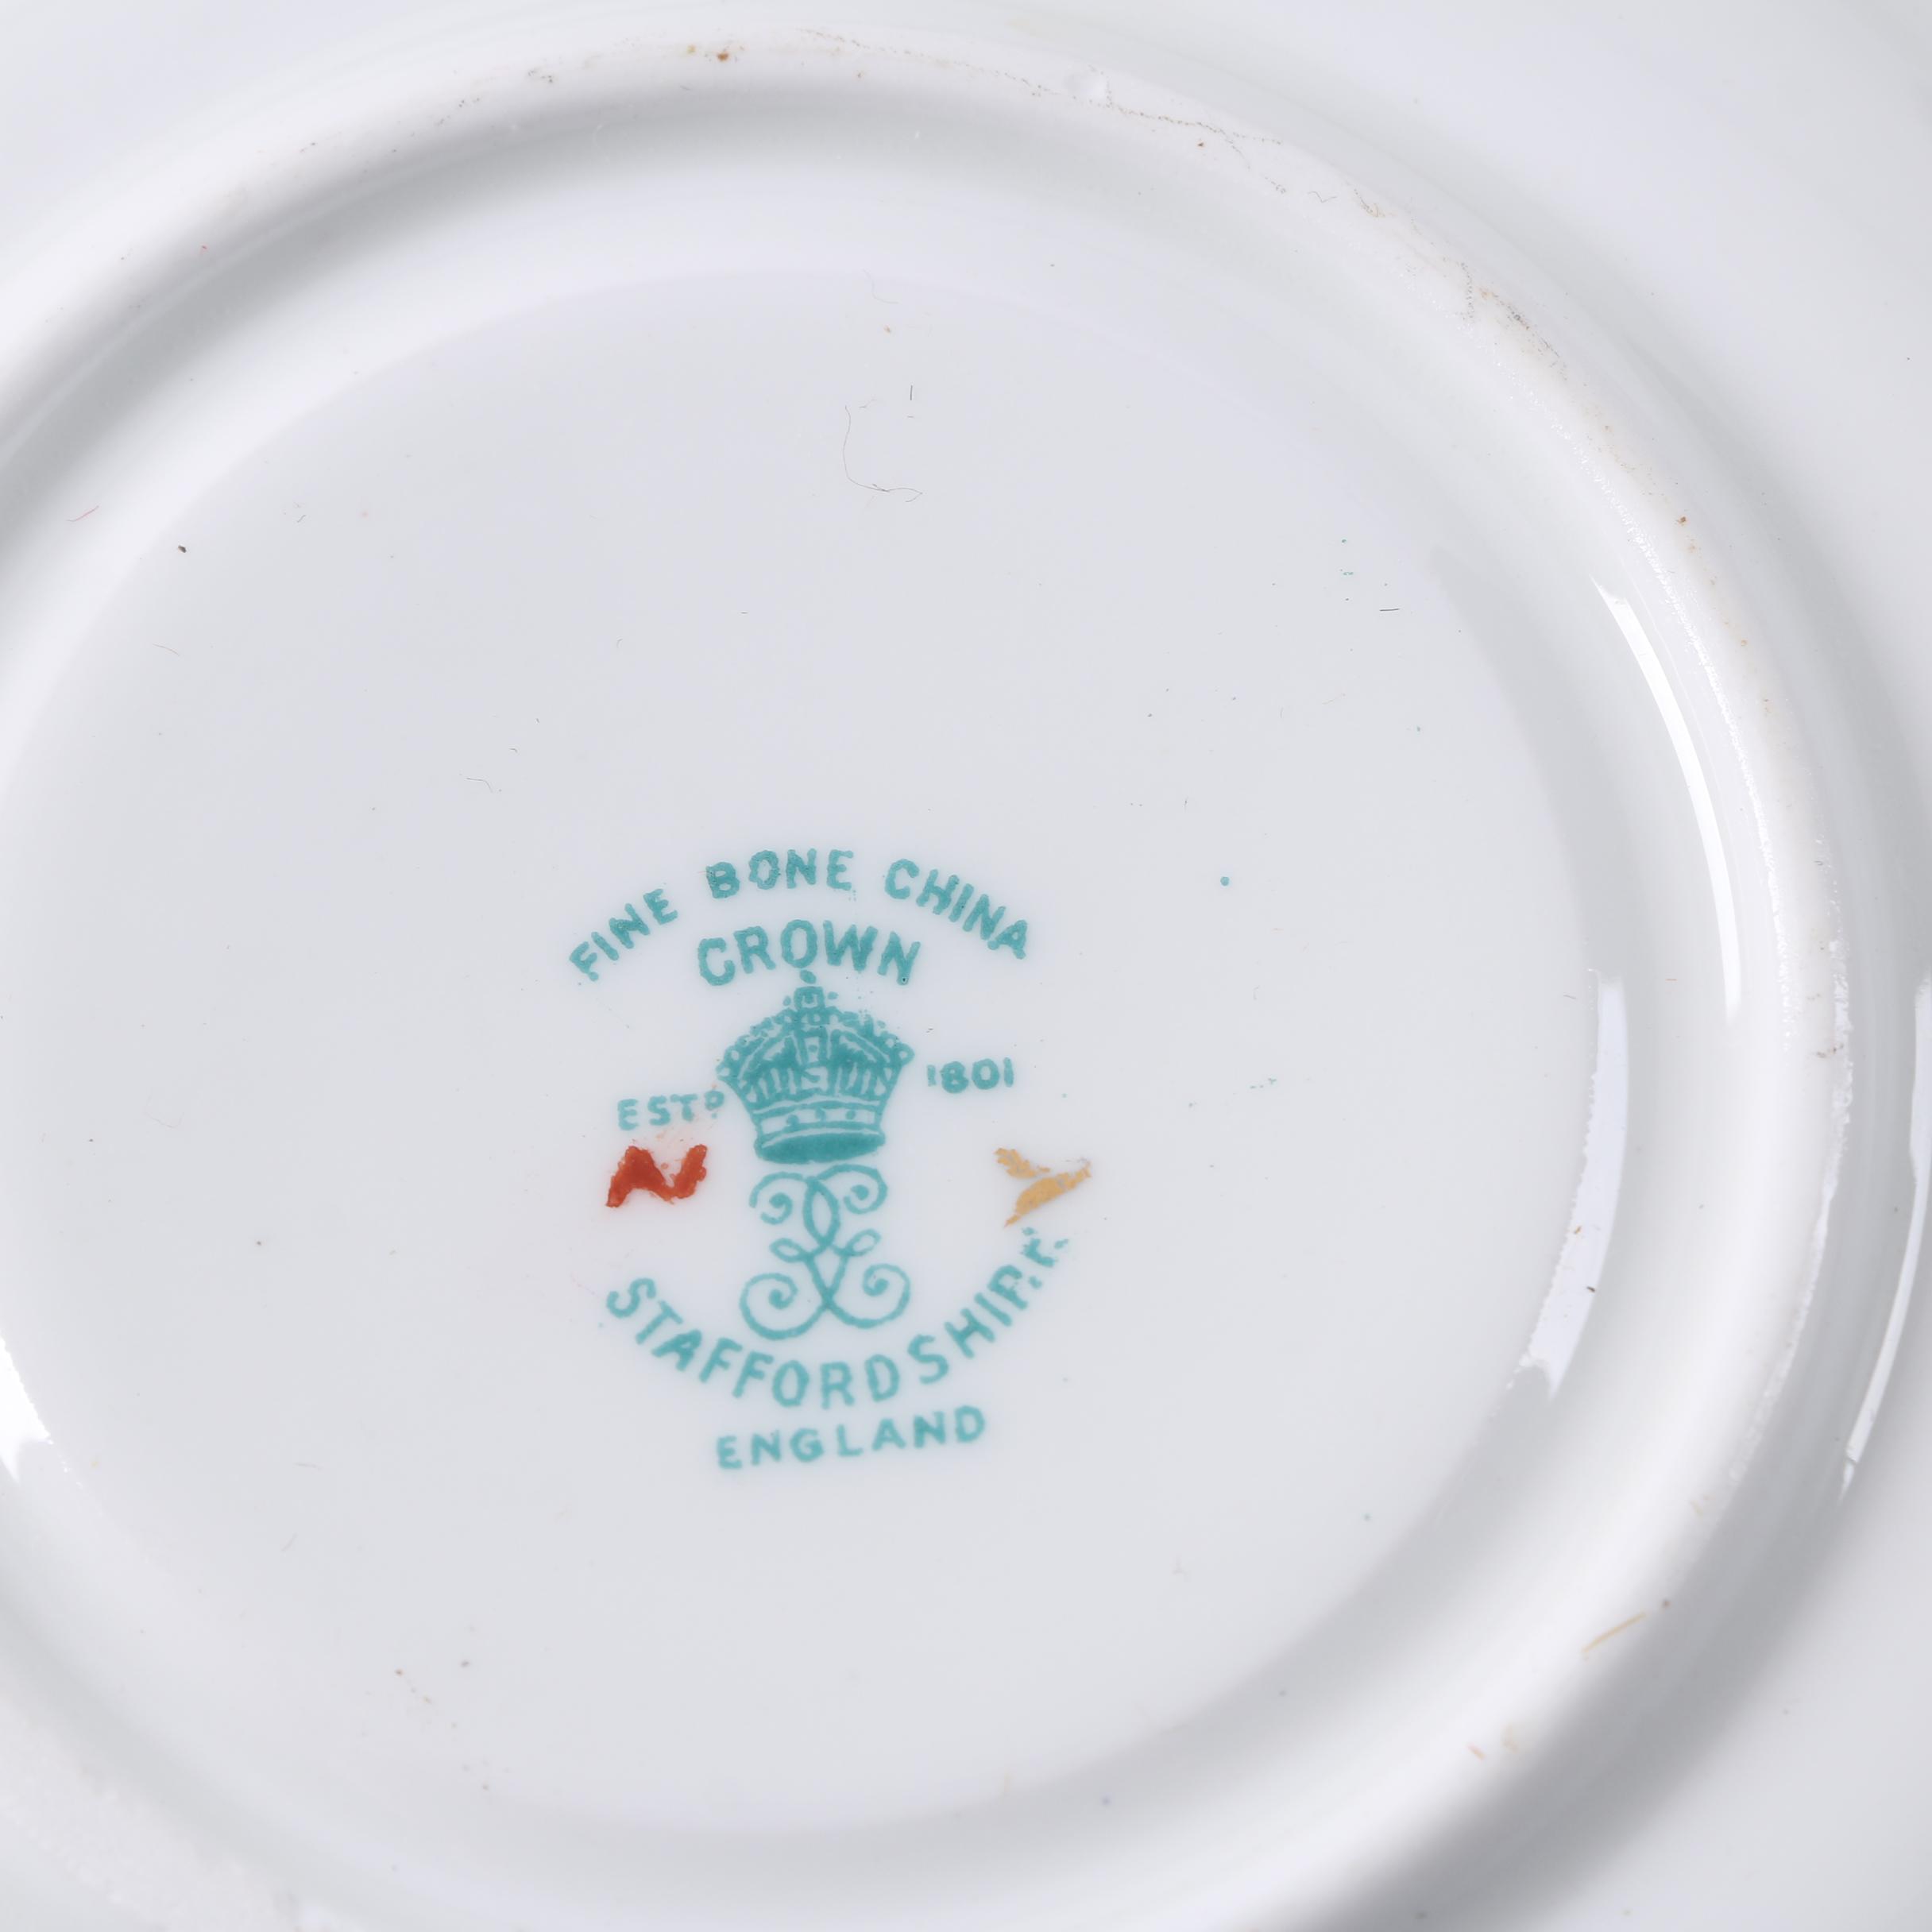 FINE BONE CHINA
CROWN
ESTD 1801
STAFFORDSHIRE
ENGLAND